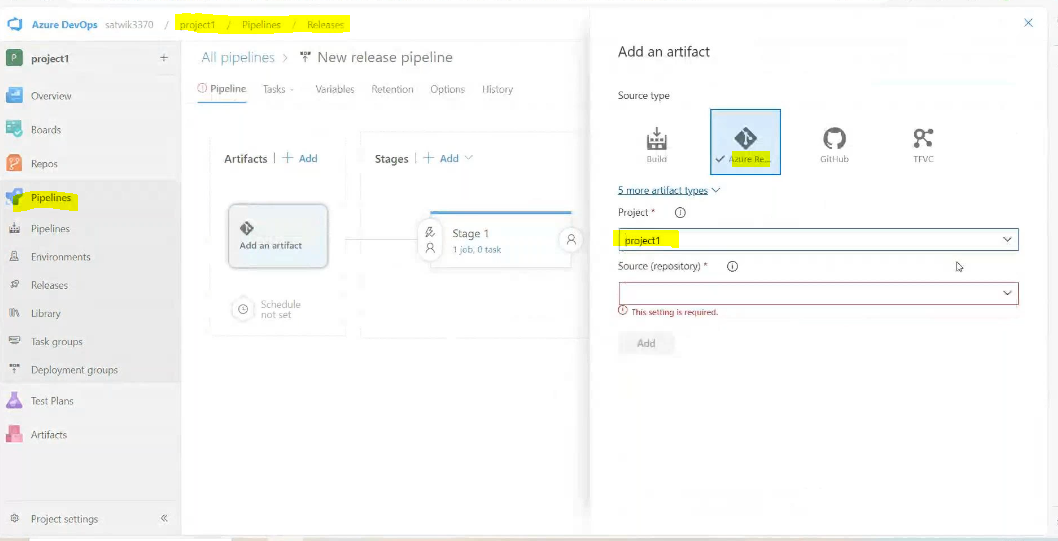 Azure DevOps satwik3370 / project1 / Pipelines / Releases
P project1 +
Overview
Boards
Repos
Pipelines
Pipelines
Environments
Releases
Library
Task groups
Deployment groups
Test Plans
Artifacts
Project settings
All pipelines > New release pipeline
Pipeline Tasks Variables Retention Options History
Artifacts | + Add
Stages | + Add
Add an artifact
Stage 1
1 job, 0 task
Schedule
not set
Add an artifact
Source type
Build
Azure Re...
GitHub
TFVC
5 more artifact types
Project *
project1
Source (repository) *
This setting is required.
Add